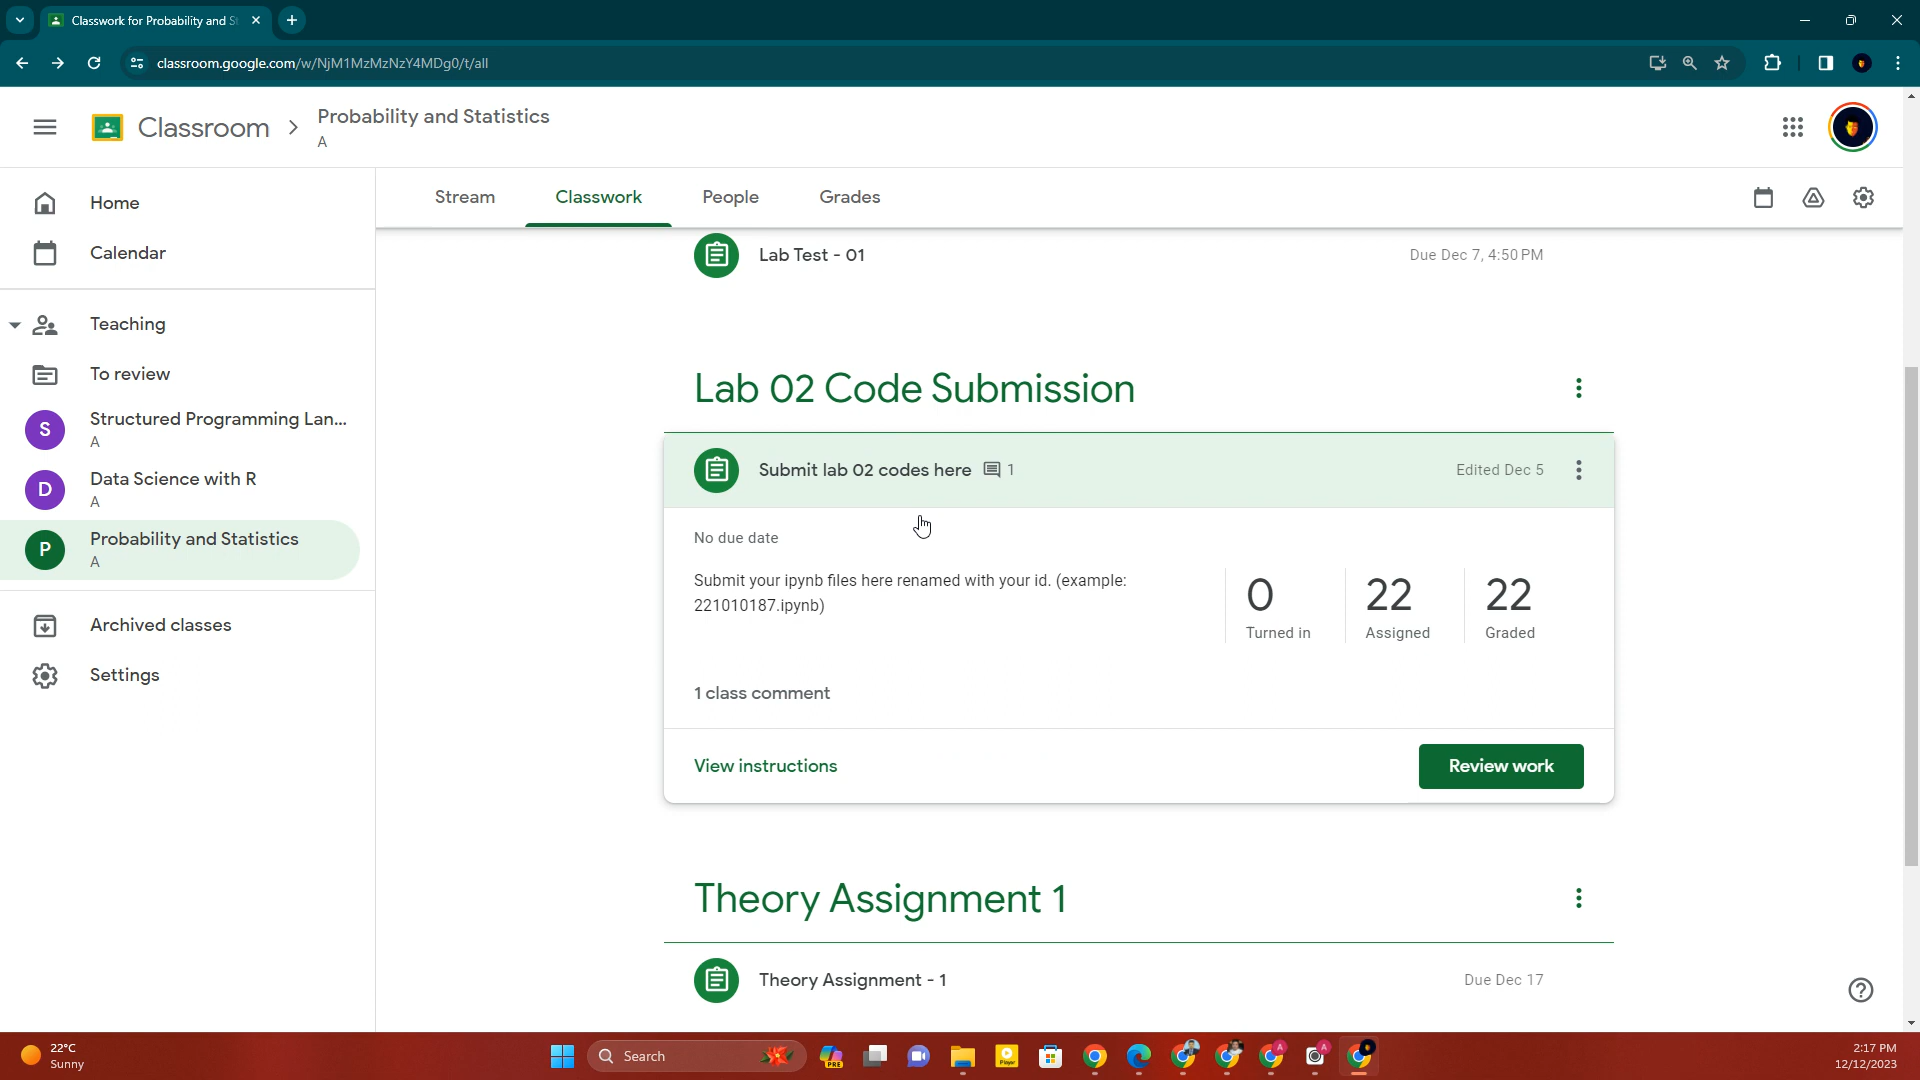 Classwork for Probability and S
classroom.google.com/w/NjM1MzMzNzY4MDg0/t/all
Classroom
Probability and Statistics
A
Home
Calendar
Teaching
To review
S
Structured Programming Lan...
A
D
Data Science with R
A
P
Probability and Statistics
A
Archived classes
Settings
Stream
Classwork
People
Grades
Lab Test - 01
Due Dec 7, 4:50 PM
Lab 02 Code Submission
Submit lab 02 codes here
1
Edited Dec 5
No due date
Submit your ipynb files here renamed with your id. (example:
221010187.ipynb)
0
Turned in
22
Assigned
22
Graded
1 class comment
View instructions
Review work
Theory Assignment 1
Theory Assignment - 1
Due Dec 17
22°C
Sunny
Search
PRE
Player
A
A
2:17 PM
12/12/2023